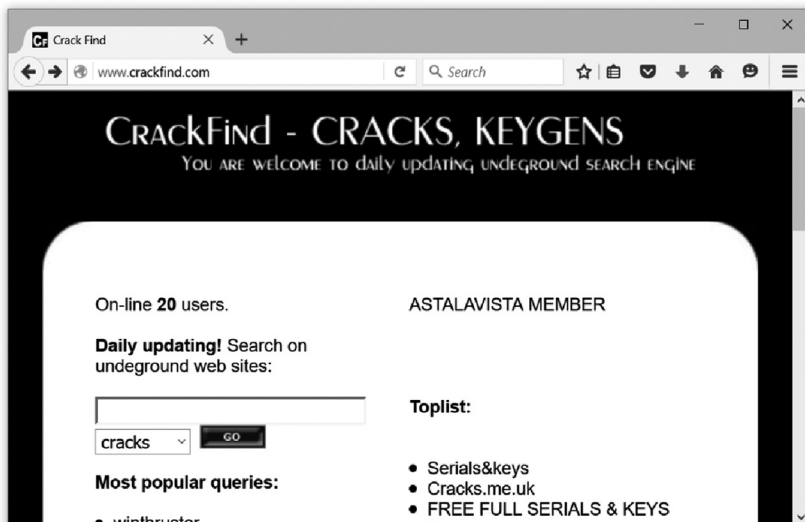 CF Crack Find
www.crackfind.com
Search
CRACKFIND - CRACKS, KEYGENS
YOU ARE WELCOME TO dAily updATING UNdEGROUNd SEARCH ENGINE
On-line 20 users.
ASTALAVISTA MEMBER
Daily updating! Search on
undeground web sites:
cracks
GO
Toplist:
Most popular queries:
Serials&keys
Cracks.me.uk
FREE FULL SERIALS & KEYS